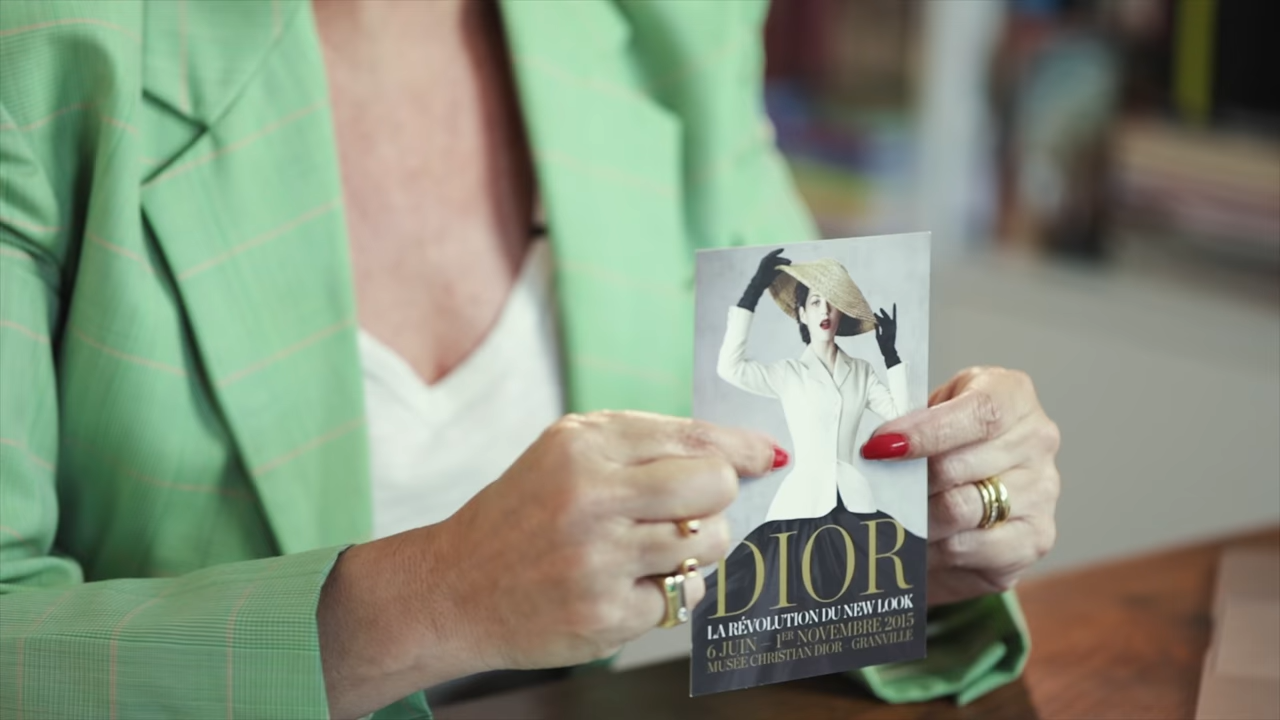 DIOR
LA RÉVOLUTION DU NEW LOOK
6 JUIN – 1ER NOVEMBRE 2015
MUSÉE CHRISTIAN DIOR - GRANVILLE